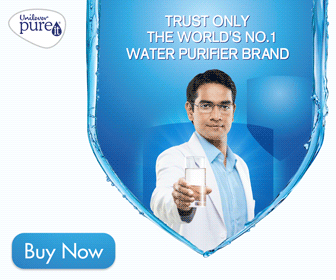 Unilever
pure it
TRUST ONLY
THE WORLD'S NO.1
WATER PURIFIER BRAND
Buy Now